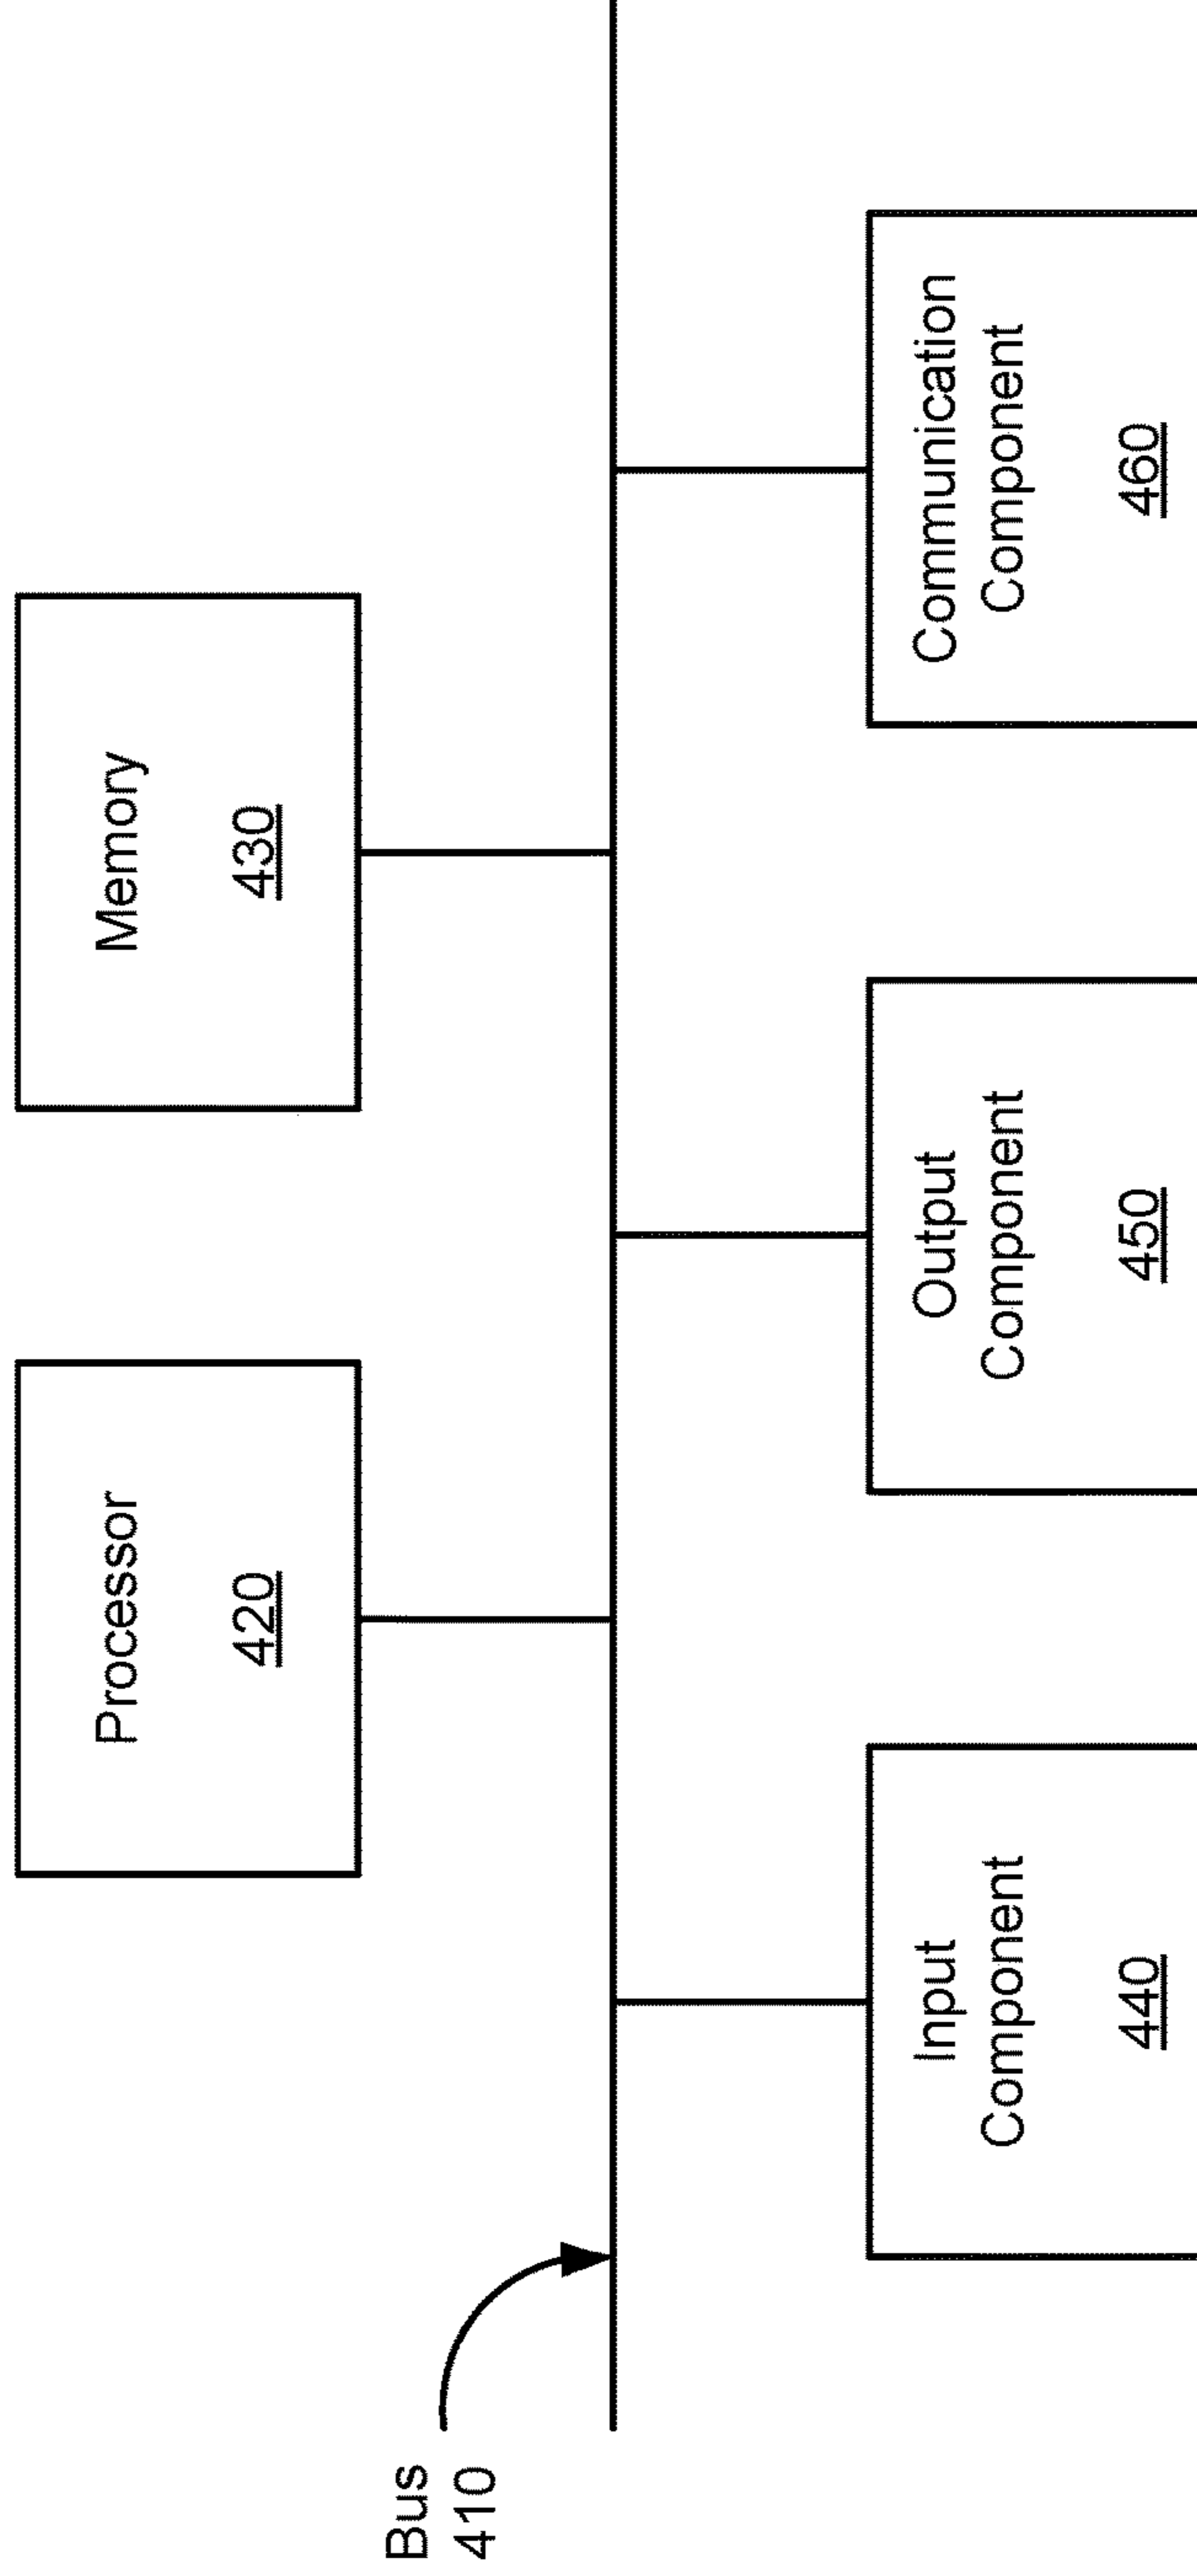 Processor
420
Memory
430
Bus
410
Input
Component
440
Output
Component
450
Communication
Component
460